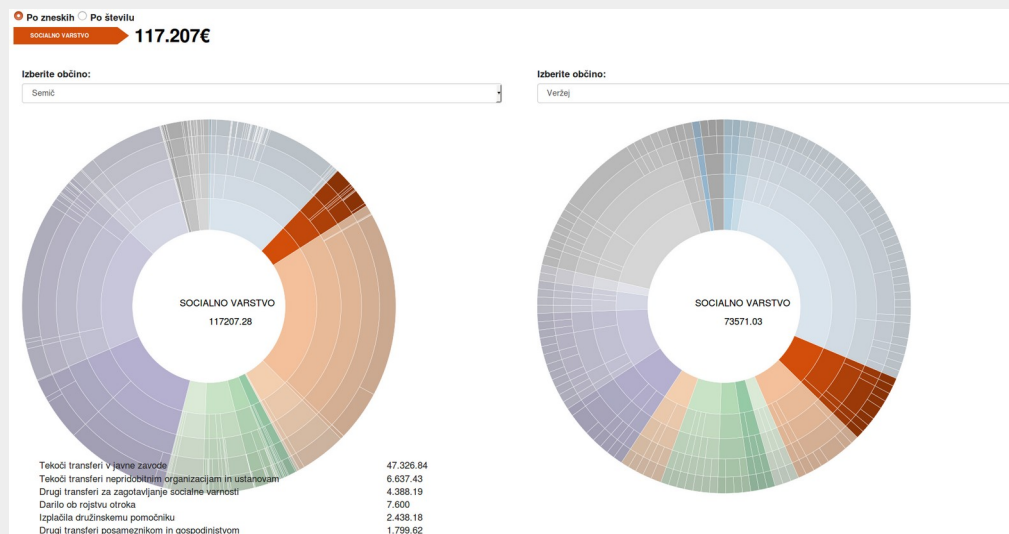 Po zneskih Po številu
SOCIALNO VARSTVO 117.207€
Izberite občino:
Semič
Izberite občino:
Veržej
SOCIALNO VARSTVO
117207.28
SOCIALNO VARSTVO
73571.03
Tekoči transferi v javne zavode 47.326.84
Tekoči transferi nepridobitnim organizacijam in ustanovam 6.637.43
Drugi transferi za zagotavljanje socialne varnosti 4.388.19
Darilo ob rojstvu otroka 7.600
Izplačila družinskemu pomočniku 2.438.18
Drugi transferi posameznikom in gospodinjstvom 1.799.62